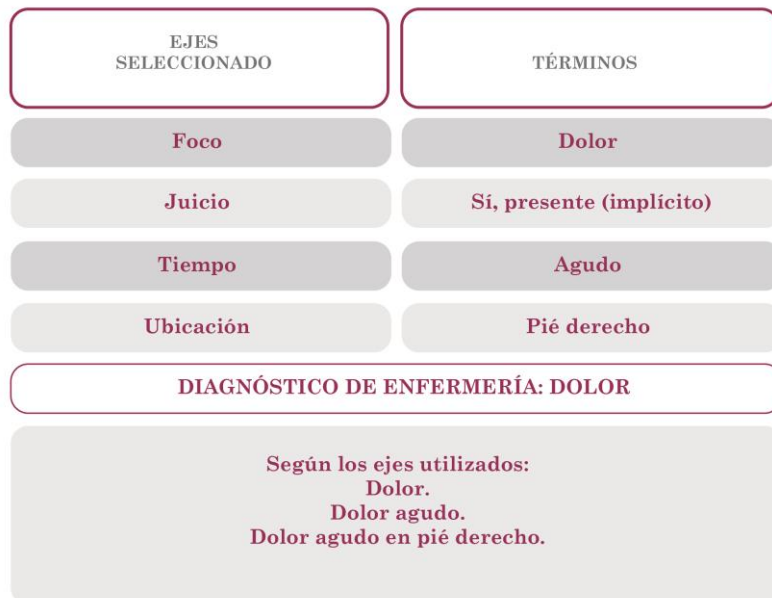 EJES
SELECCIONADO
TÉRMINOS
Foco
Dolor
Juicio
Sí, presente (implícito)
Tiempo
Agudo
Ubicación
Pié derecho
DIAGNÓSTICO DE ENFERMERÍA: DOLOR
Según los ejes utilizados:
Dolor.
Dolor agudo.
Dolor agudo en pié derecho.